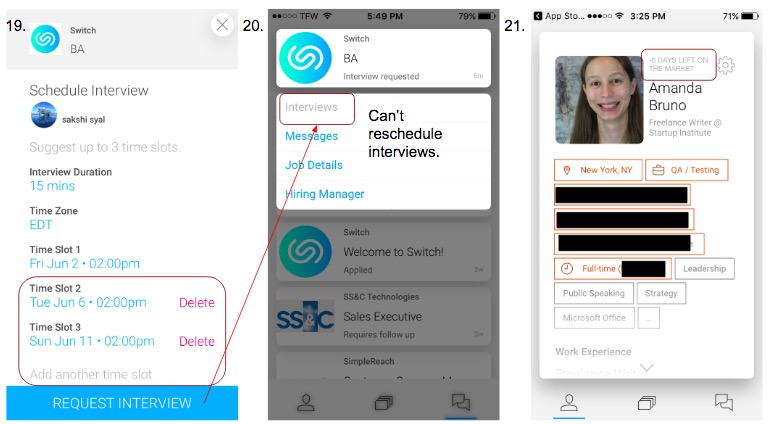 19.
Switch
BA
Schedule Interview
sakshi syal
Suggest up to 3 time slots.
Interview Duration
15 mins
Time Zone
EDT
Time Slot 1
Fri Jun 2 • 02:00pm
Time Slot 2
Tue Jun 6 • 02:00pm Delete
Time Slot 3
Sun Jun 11 • 02:00pm Delete
Add another time slot
REQUEST INTERVIEW
20.
TFW 5:49 PM 79%
Switch
BA
Interview requested 6m
Interviews
Messages
Job Details
Hiring Manager
Can't
reschedule
interviews.
Switch
Welcome to Switch!
Applied
SS&C Technologies
SS&C
Sales Executive
Requires follow up
SimpleReach
21.
App Sto... 3:25 PM 71%
-6 DAYS LEFT ON
THE MARKET
Amanda
Bruno
Freelance Writer @
Startup Institute
New York, NY QA / Testing
Full-time ( Leadership
Public Speaking Strategy
Microsoft Office ...
Work Experience
Freelance Writer